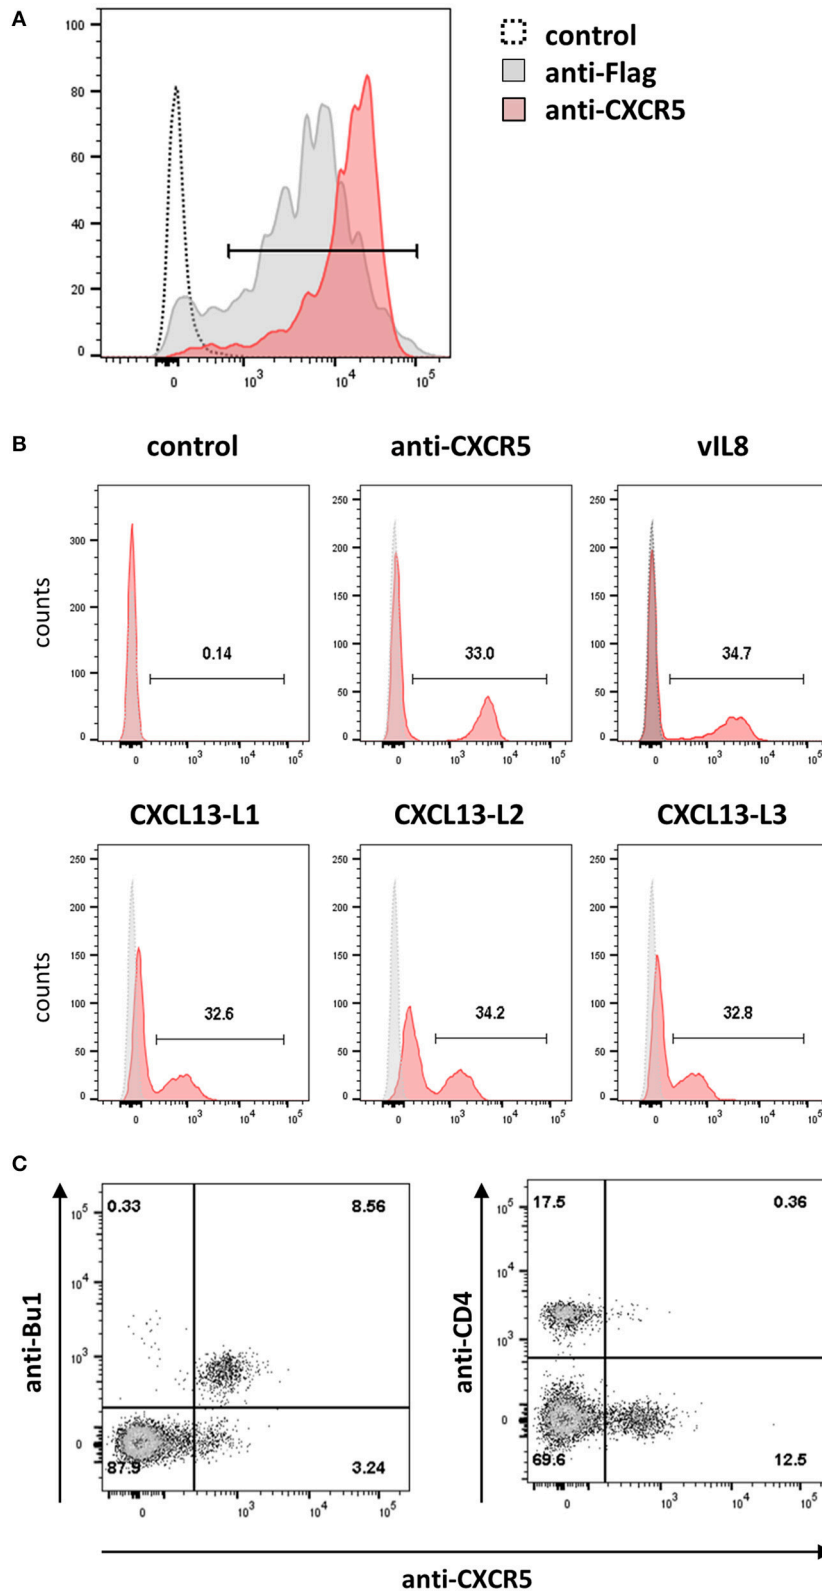 A
control
anti-Flag
anti-CXCR5
100
80
60
40
20
0
0 10³ 10⁴ 10⁵
B
control anti-CXCR5 vIL8
counts
300
200
100
0
0.14
0 10³ 10⁴ 10⁵
250
200
150
100
50
0
33.0
0 10³ 10⁴ 10⁵
250
200
150
100
50
0
34.7
0 10³ 10⁴ 10⁵
CXCL13-L1 CXCL13-L2 CXCL13-L3
counts
250
200
150
100
50
0
32.6
0 10³ 10⁴ 10⁵
250
200
150
100
50
0
34.2
0 10³ 10⁴ 10⁵
250
200
150
100
50
0
32.8
0 10³ 10⁴ 10⁵
C
anti-Bu1
10⁵
10⁴
10³
0
0.33 8.56
87.9 3.24
0 10³ 10⁴ 10⁵
anti-CD4
10⁵
10⁴
10³
0
17.5 0.36
69.6 12.5
0 10³ 10⁴ 10⁵
anti-CXCR5